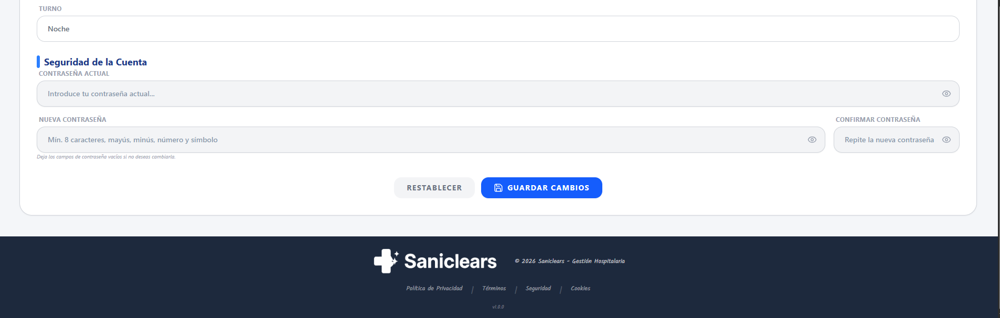 TURNO
Noche
Seguridad de la Cuenta
CONTRASEÑA ACTUAL
Introduce tu contraseña actual...
NUEVA CONTRASEÑA
CONFIRMAR CONTRASEÑA
Mín. 8 caracteres, mayús, minús, número y símbolo
Repite la nueva contraseña
Deja los campos de contraseña vacíos si no deseas cambiarla.
RESTABLECER
GUARDAR CAMBIOS
Saniclears
© 2026 Saniclears - Gestión Hospitalaria
Política de Privacidad / Términos / Seguridad / Cookies
v1.0.0